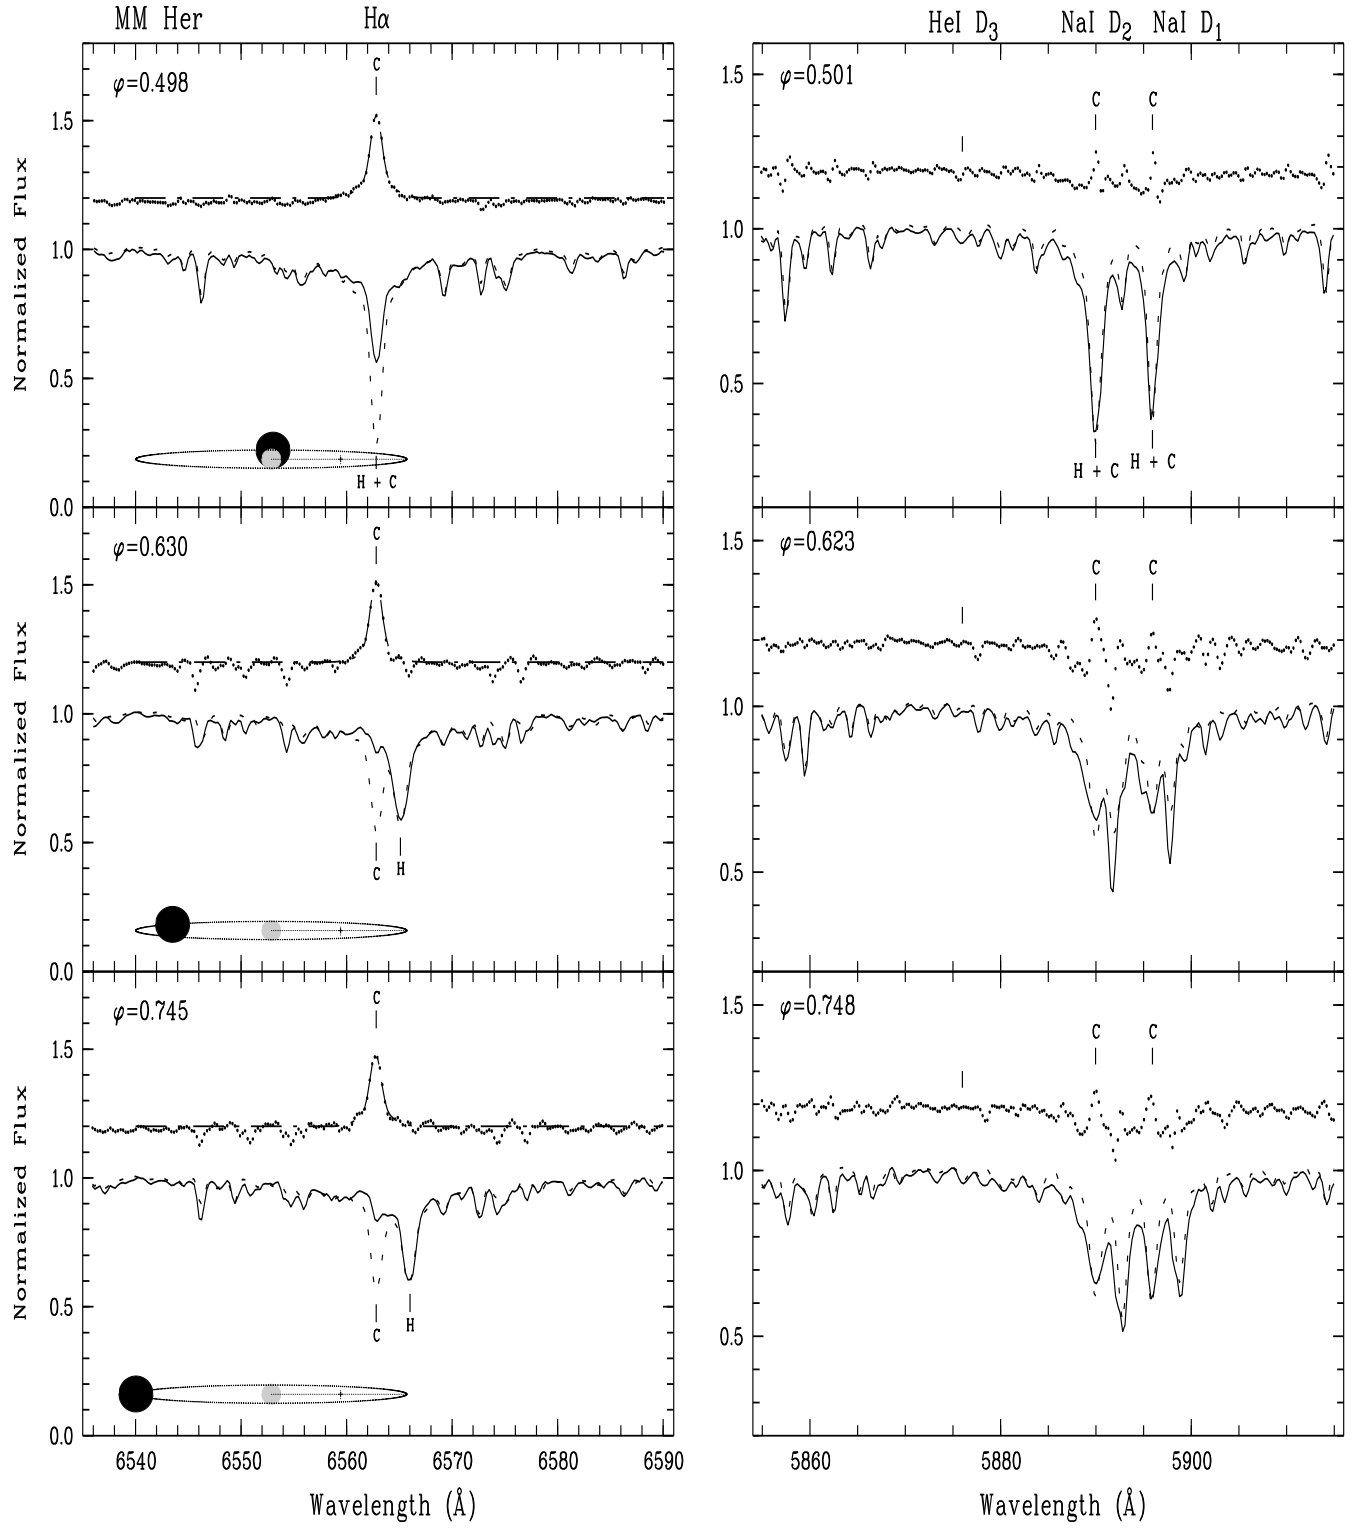 MM Her
Hα
HeI D3
NaI D2
NaI D1
φ=0.498
C
1.5
1.0
0.5
0.0
Normalized Flux
H + C
φ=0.501
C
C
1.5
1.0
0.5
H + C
H + C
φ=0.630
C
1.5
1.0
0.5
0.0
Normalized Flux
C
H
φ=0.623
C
C
1.5
1.0
0.5
φ=0.745
C
1.5
1.0
0.5
0.0
Normalized Flux
C
H
φ=0.748
C
C
1.5
1.0
0.5
6540 6550 6560 6570 6580 6590
Wavelength (Å)
5860 5880 5900
Wavelength (Å)